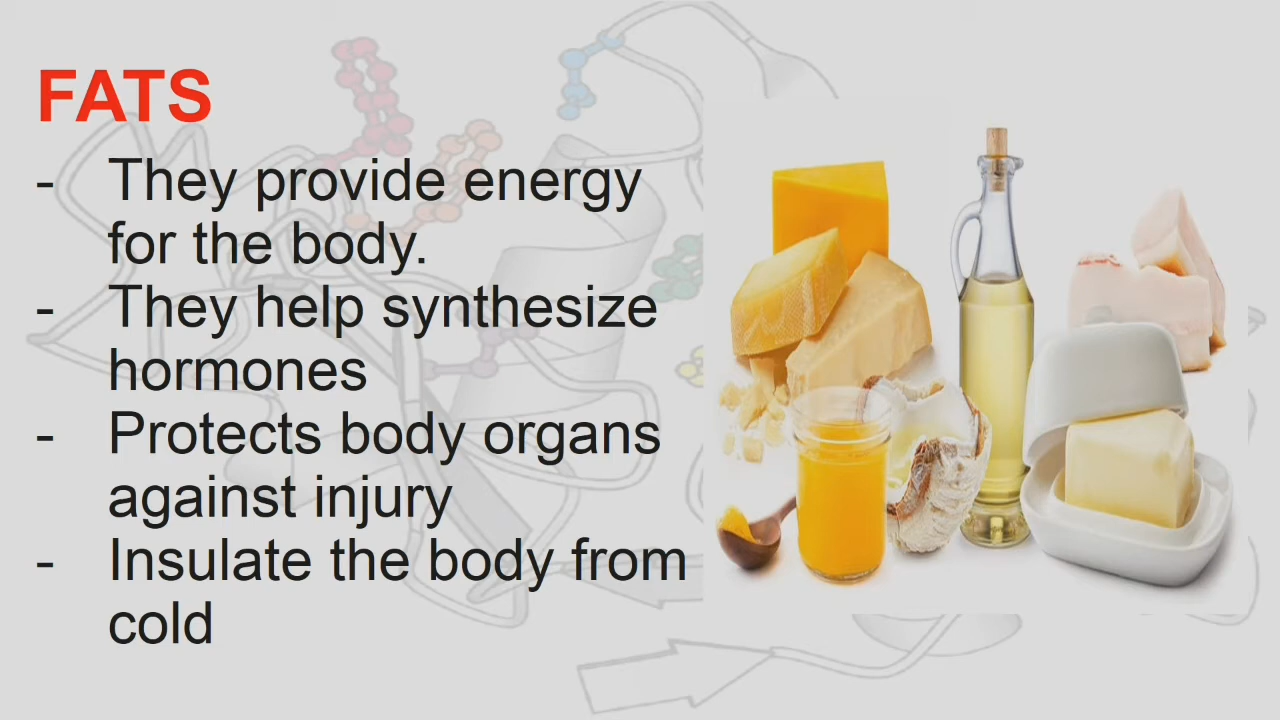 FATS
- They provide energy
for the body.
- They help synthesize
hormones
- Protects body organs
against injury
- Insulate the body from
cold